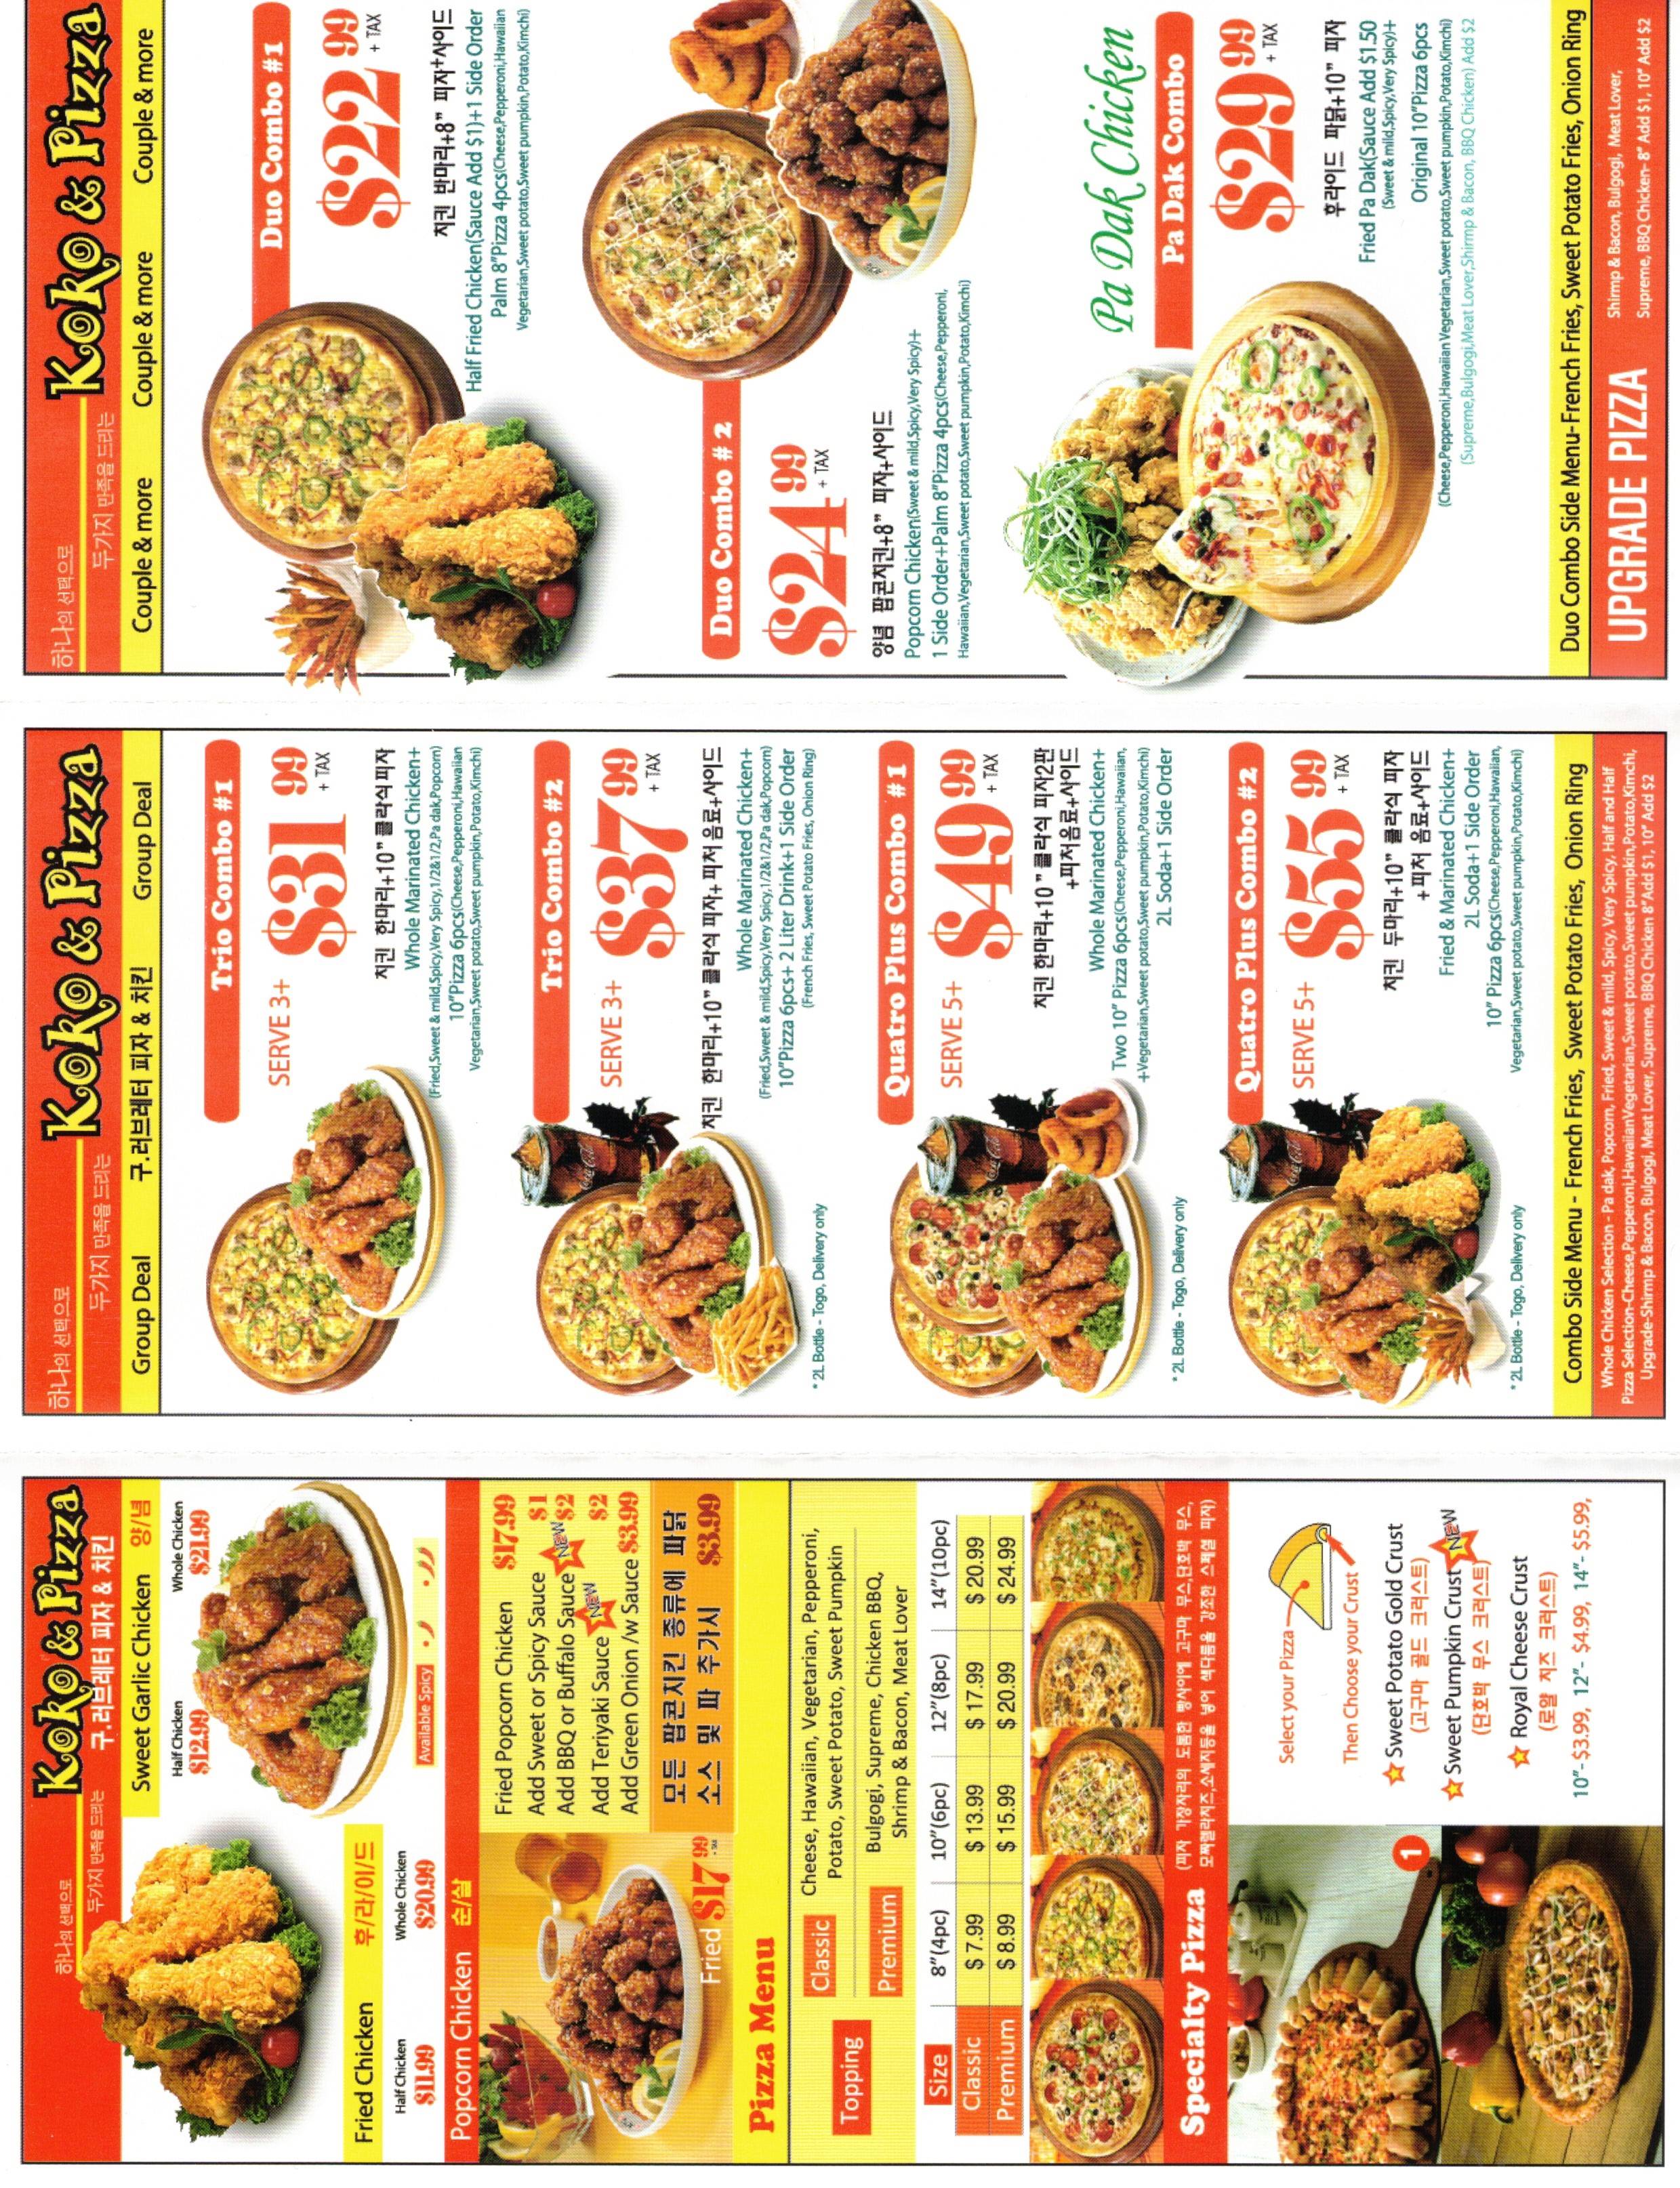 하나의 선택으로
두가지 만족을 드리는
Koko & Pizza
구.러브레터 피자 & 치킨
Sweet Garlic Chicken 양/념
Half Chicken Whole Chicken
$12.99 $21.99
Fried Chicken 후/라/이/드
Half Chicken Whole Chicken
$11.99 $20.99
Available Spicy
Popcorn Chicken 순/살
Fried Popcorn Chicken $17.99
Add Sweet or Spicy Sauce $1
Add BBQ or Buffalo Sauce NEW $2
Add Teriyaki Sauce NEW $2
Add Green Onion /w Sauce $3.99
Fried $17.99
모든 팝콘치킨 종류에 파닭
소스 및 파 추가시 $3.99
Pizza Menu
Topping
Classic
Cheese, Hawaiian, Vegetarian, Pepperoni,
Potato, Sweet Potato, Sweet Pumpkin
Premium
Bulgogi, Supreme, Chicken BBQ,
Shrimp & Bacon, Meat Lover
Size 8"(4pc) 10"(6pc) 12"(8pc) 14"(10pc)
Classic $ 7.99 $ 13.99 $ 17.99 $ 20.99
Premium $ 8.99 $ 15.99 $ 20.99 $ 24.99
Specialty Pizza
(피자 가장자리의 도톰한 빵사이에 고구마 무스,단호박 무스,
모짜렐라치즈,소세지등을 넣어 색다름을 강조한 스페셜 피자)
Select your Pizza
Then Choose your Crust
1
Sweet Potato Gold Crust
(고구마 골드 크러스트)
Sweet Pumpkin Crust NEW
(단호박 무스 크러스트)
Royal Cheese Crust
(로얄 치즈 크러스트)
10"- $3.99, 12"- $4.99, 14"- $5.99,
하나의 선택으로
두가지 만족을 드리는
Koko & Pizza
Group Deal 구.러브레터 피자 & 치킨 Group Deal
Trio Combo #1
SERVE 3+ $31 99
+ TAX
치킨 한마리+10" 클라식 피자
Whole Marinated Chicken+
(Fried,Sweet & mild,Spicy,Very Spicy,1/2&1/2,Pa dak,Popcorn)
10"Pizza 6pcs(Cheese,Pepperoni,Hawaiian
Vegetarian,Sweet potato,Sweet pumpkin,Potato,Kimchi)
Trio Combo #2
SERVE 3+ $37 99
+ TAX
치킨 한마리+10" 클라식 피자+ 피처 음료+사이드
Whole Marinated Chicken+
(Fried,Sweet & mild,Spicy,Very Spicy,1/2&1/2,Pa dak,Popcorn)
10"Pizza 6pcs+ 2 Liter Drink+1 Side Order
(French Fries, Sweet Potato Fries, Onion Ring)
* 2L Bottle - Togo, Delivery only
Quatro Plus Combo #1
SERVE 5+ $49 99
+ TAX
치킨 한마리+10 " 클라식 피자2판
+피처음료+사이드
Whole Marinated Chicken+
Two 10" Pizza 6pcs(Cheese,Pepperoni,Hawaiian,
+Vegetarian,Sweet potato,Sweet pumpkin,Potato,Kimchi)
2L Soda+1 Side Order
* 2L Bottle - Togo, Delivery only
Quatro Plus Combo #2
SERVE 5+ $55 99
+ TAX
치킨 두마리+10" 클라식 피자
+피처 음료+사이드
Fried & Marinated Chicken+
2L Soda+1 Side Order
10" Pizza 6pcs(Cheese,Pepperoni,Hawaiian,
Vegetarian,Sweet potato,Sweet pumpkin,Potato,Kimchi)
* 2L Bottle - Togo, Delivery only
Combo Side Menu - French Fries, Sweet Potato Fries, Onion Ring
Whole Chicken Selection - Pa dak, Popcorn, Fried, Sweet & mild, Spicy, Very Spicy, Half and Half
Pizza Selection-Cheese,Pepperoni,HawaiianVegetarian,Sweet potato,Sweet pumpkin,Potato,Kimchi,
Upgrade-Shirmp & Bacon, Bulgogi, Meat Lover, Supreme, BBQ Chicken 8"Add $1, 10" Add $2
하나의 선택으로
두가지 만족을 드리는
Koko & Pizza
Couple & more Couple & more Couple & more
Duo Combo #1
$22 99
+ TAX
치킨 반마리+8" 피자+사이드
Half Fried Chicken(Sauce Add $1)+1 Side Order
Palm 8"Pizza 4pcs(Cheese,Pepperoni,Hawaiian
Vegetarian,Sweet potato,Sweet pumpkin,Potato,Kimchi)
Duo Combo # 2
$24 99
+ TAX
양념 팝콘치킨+8" 피자+사이드
Popcorn Chicken(Sweet & mild,Spicy,Very Spicy)+
1 Side Order+Palm 8"Pizza 4pcs(Cheese,Pepperoni,
Hawaiian,Vegetarian,Sweet potato,Sweet pumpkin,Potato,Kimchi)
Pa Dak Chicken
Pa Dak Combo
$29 99
+ TAX
후라이드 파닭+10" 피자
Fried Pa Dak(Sauce Add $1.50
(Sweet & mild,Spicy,Very Spicy)+
Original 10"Pizza 6pcs
(Cheese,Pepperoni,Hawaiian Vegetarian,Sweet potato,Sweet pumpkin,Potato,Kimchi)
(Supreme,Bulgogi,Meat Lover,Shirmp & Bacon, BBQ Chicken) Add $2
Duo Combo Side Menu-French Fries, Sweet Potato Fries, Onion Ring
UPGRADE PIZZA
Shirmp & Bacon, Bulgogi, Meat Lover,
Supreme, BBQ Chicken- 8" Add $1, 10" Add $2